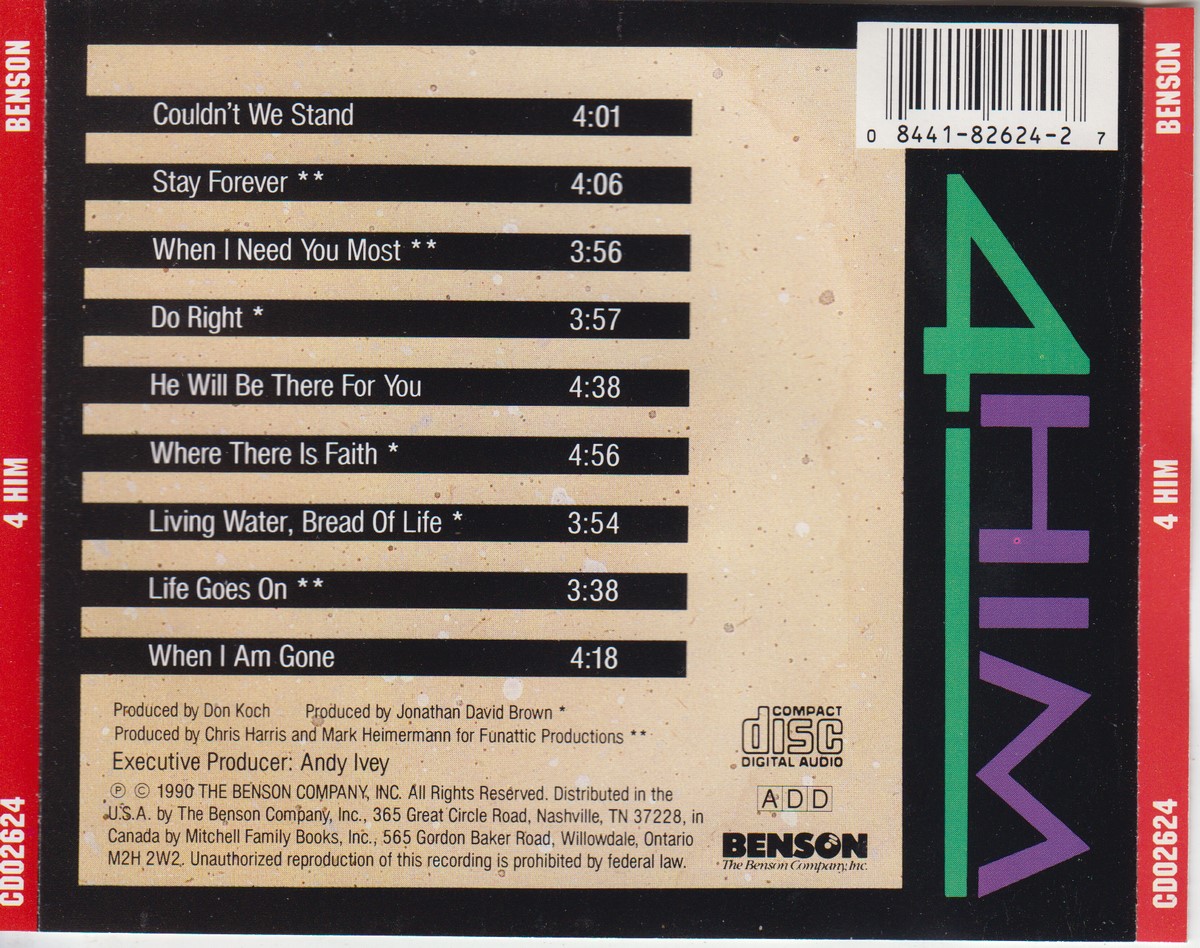 BENSON
4 HIM
CD02624
Couldn't We Stand 4:01
Stay Forever ** 4:06
When I Need You Most ** 3:56
Do Right * 3:57
He Will Be There For You 4:38
Where There Is Faith * 4:56
Living Water, Bread Of Life * 3:54
Life Goes On ** 3:38
When I Am Gone 4:18
Produced by Don Koch Produced by Jonathan David Brown *
Produced by Chris Harris and Mark Heimermann for Funattic Productions **
Executive Producer: Andy Ivey
℗ © 1990 THE BENSON COMPANY, INC. All Rights Reserved. Distributed in the
U.S.A. by The Benson Company, Inc., 365 Great Circle Road, Nashville, TN 37228, in
Canada by Mitchell Family Books, Inc., 565 Gordon Baker Road, Willowdale, Ontario
M2H 2W2. Unauthorized reproduction of this recording is prohibited by federal law.
COMPACT
disc
DIGITAL AUDIO
ADD
BENSON
The Benson Company, Inc.
0 8441-82624-2 7
4HIM
BENSON
4 HIM
CD02624